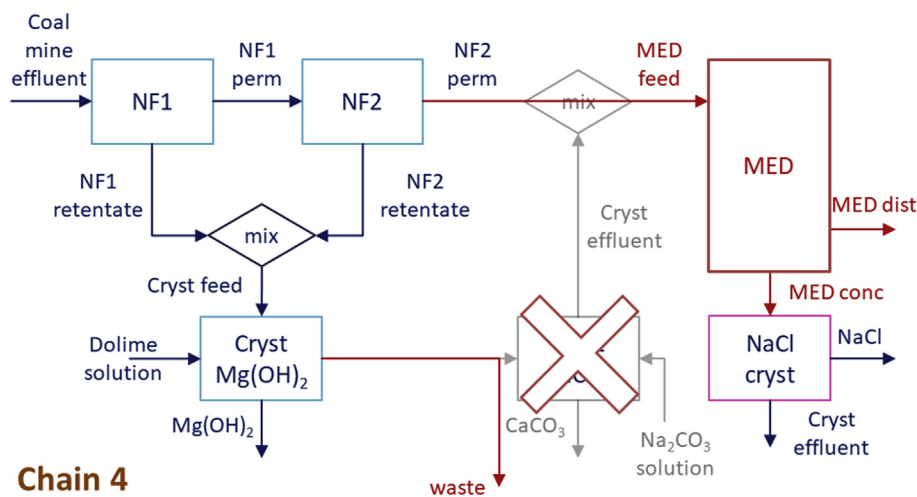 Coal
mine
effluent
NF1
perm
NF2
perm
MED
feed
NF1
NF2
mix
MED
NF1
retentate
NF2
retentate
mix
Cryst
effluent
MED dist
Cryst feed
MED conc
Dolime
solution
Cryst
Mg(OH)₂
NaCl
cryst
NaCl
Mg(OH)₂
CaCO₃
Na₂CO₃
solution
Cryst
effluent
Chain 4
waste